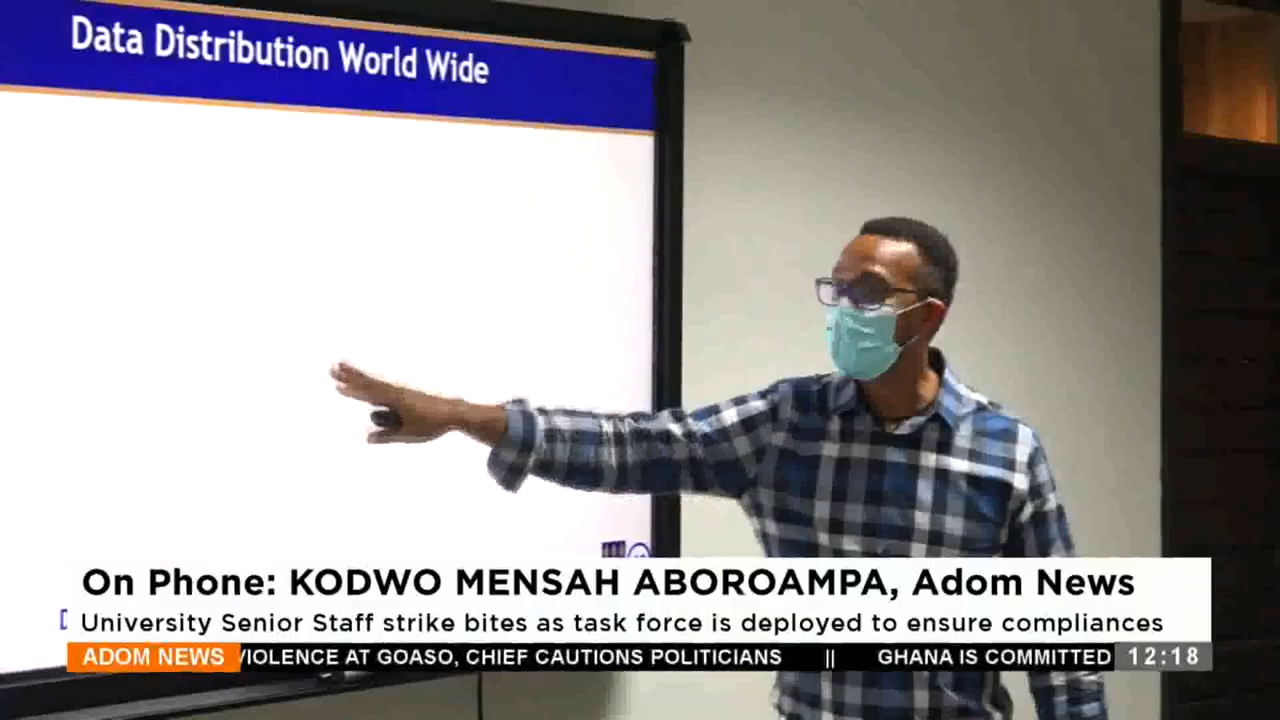 Data Distribution World Wide
On Phone: KODWO MENSAH ABOROAMPA, Adom News
University Senior Staff strike bites as task force is deployed to ensure compliances
ADOM NEWS VIOLENCE AT GOASO, CHIEF CAUTIONS POLITICIANS || GHANA IS COMMITTED 12:18